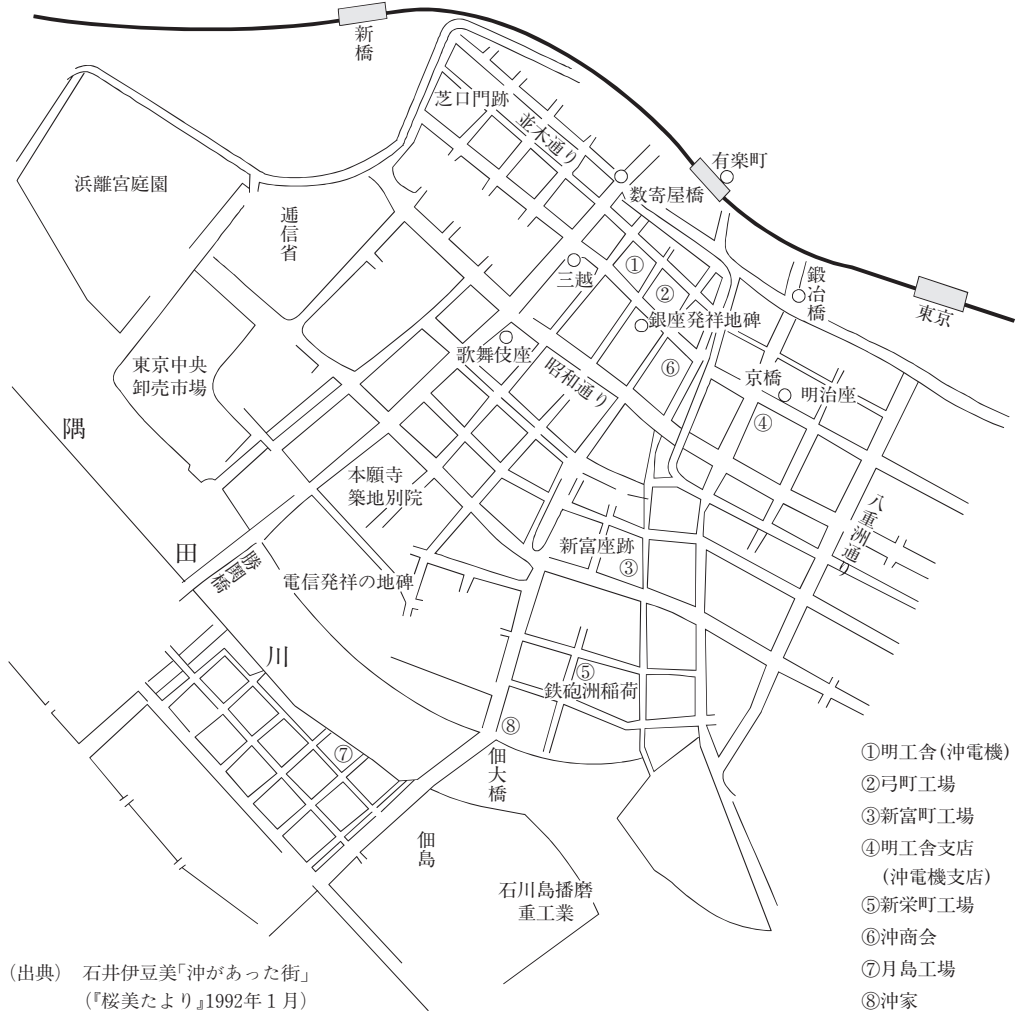 新橋
芝口門跡
並木通り
有楽町
浜離宮庭園
数寄屋橋
逓信省
①
三越
鍛冶橋
②
東京
銀座発祥地碑
歌舞伎座
東京中央
卸売市場
昭和通り
⑥
京橋
明治座
④
隅田川
本願寺
築地別院
八重洲通り
新富座跡
③
勝鬨橋
電信発祥の地碑
⑤
鉄砲洲稲荷
⑧
⑦
佃大橋
佃島
石川島播磨
重工業
①明工舎(沖電機)
②弓町工場
③新富町工場
④明工舎支店
(沖電機支店)
⑤新栄町工場
⑥沖商会
⑦月島工場
⑧沖家
(出典) 石井伊豆美「沖があった街」
(『桜美たより』1992年1月)